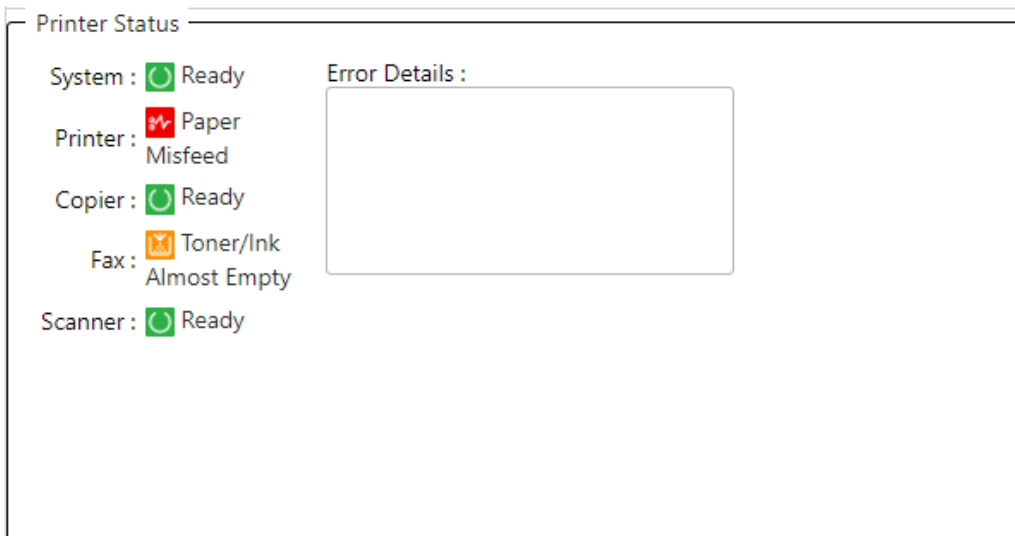 Printer Status
System : Ready
Error Details :
Printer : Paper
Misfeed
Copier : Ready
Fax : Toner/Ink
Almost Empty
Scanner : Ready